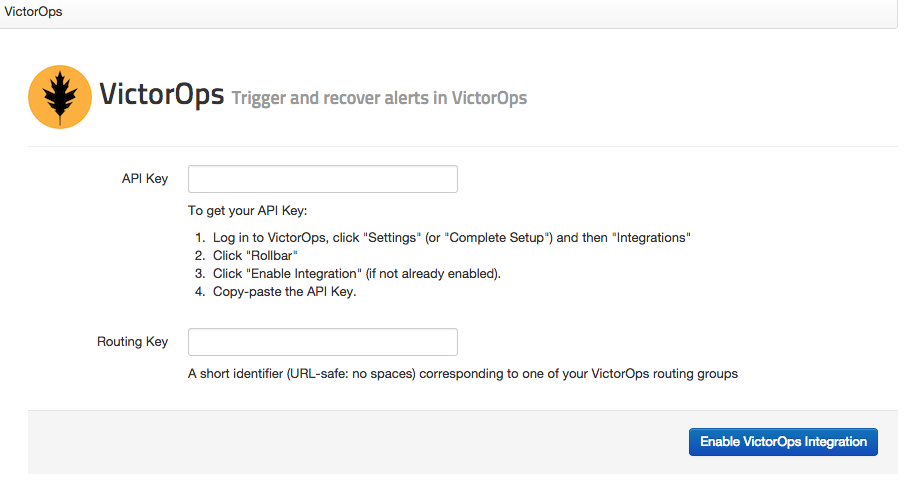 VictorOps
VictorOps Trigger and recover alerts in VictorOps
API Key
To get your API Key:
1. Log in to VictorOps, click "Settings" (or "Complete Setup") and then "Integrations"
2. Click "Rollbar"
3. Click "Enable Integration" (if not already enabled).
4. Copy-paste the API Key.
Routing Key
A short identifier (URL-safe: no spaces) corresponding to one of your VictorOps routing groups
Enable VictorOps Integration